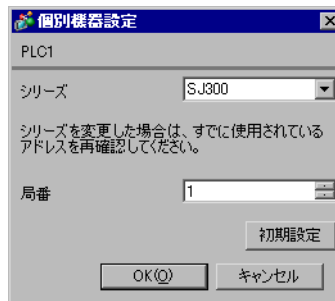 個別機器設定
PLC1
シリーズ
SJ300
シリーズを変更した場合は、すでに使用されている
アドレスを再確認してください。
局番
1
初期設定
OK(O)
キャンセル